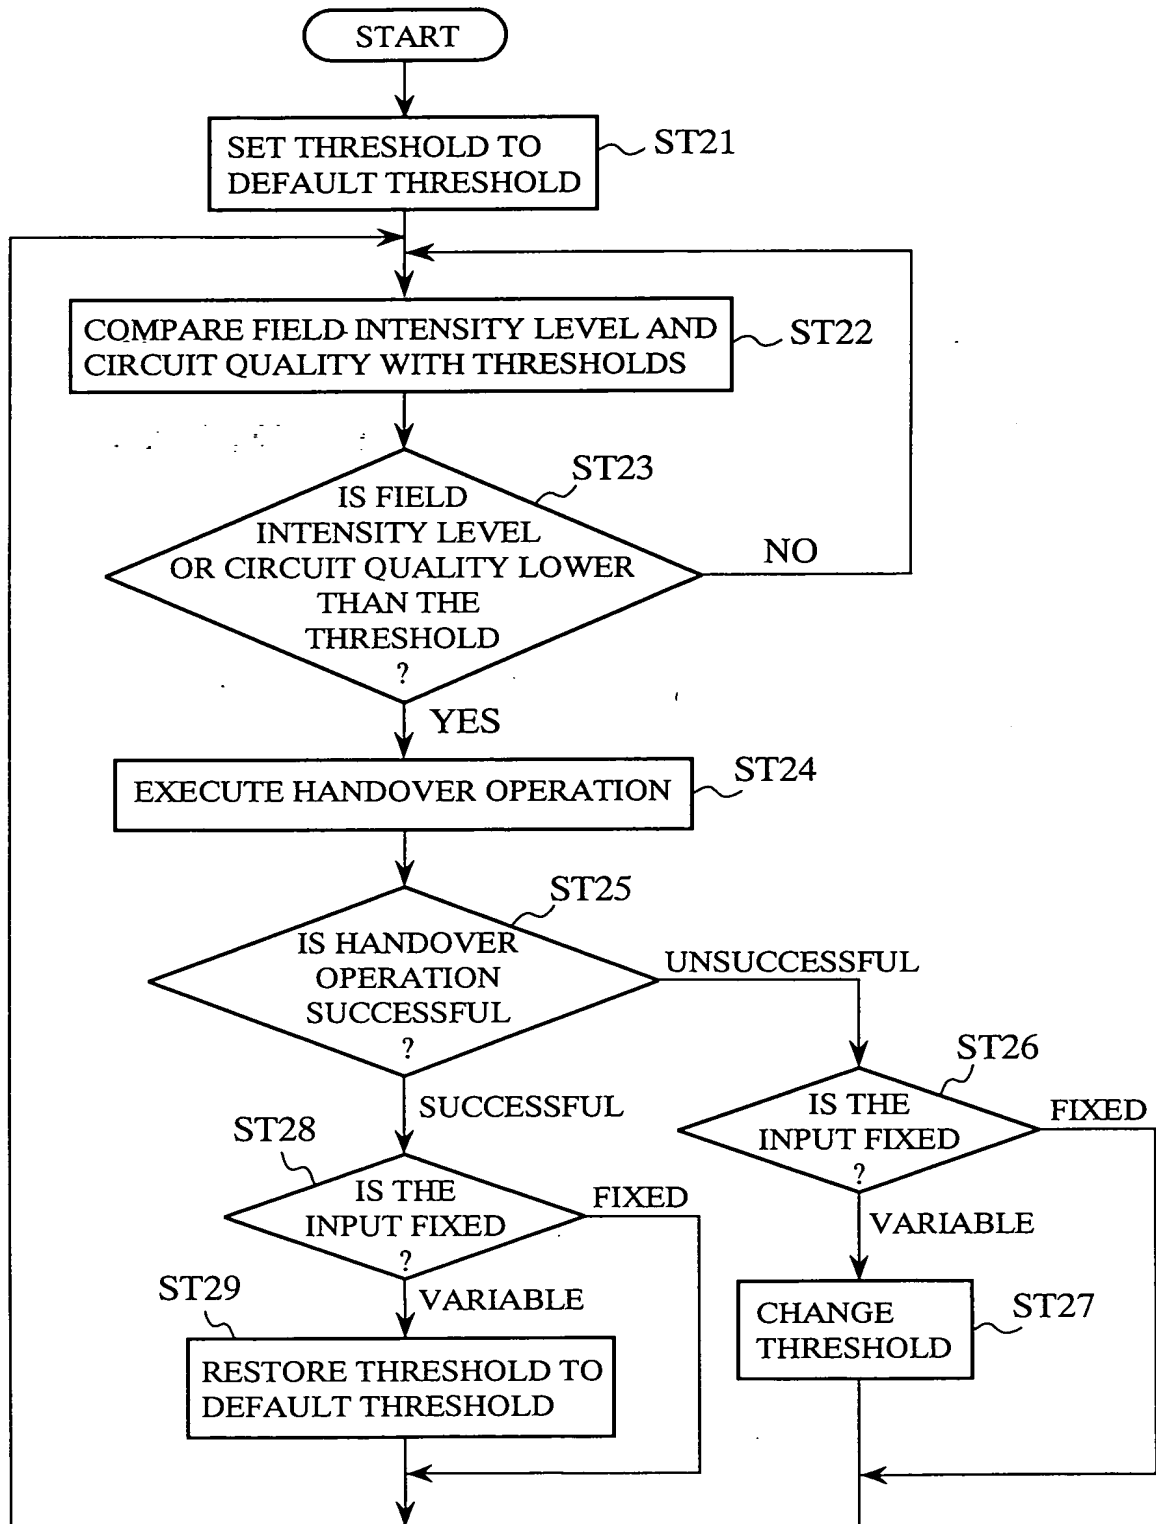 START
SET THRESHOLD TO
DEFAULT THRESHOLD
ST21
COMPARE FIELD INTENSITY LEVEL AND
CIRCUIT QUALITY WITH THRESHOLDS
ST22
ST23
IS FIELD
INTENSITY LEVEL
OR CIRCUIT QUALITY LOWER
THAN THE
THRESHOLD
?
NO
YES
EXECUTE HANDOVER OPERATION
ST24
ST25
IS HANDOVER
OPERATION
SUCCESSFUL
?
UNSUCCESSFUL
SUCCESSFUL
ST26
IS THE
INPUT FIXED
?
FIXED
VARIABLE
CHANGE
THRESHOLD
ST27
ST28
IS THE
INPUT FIXED
?
FIXED
VARIABLE
ST29
RESTORE THRESHOLD TO
DEFAULT THRESHOLD